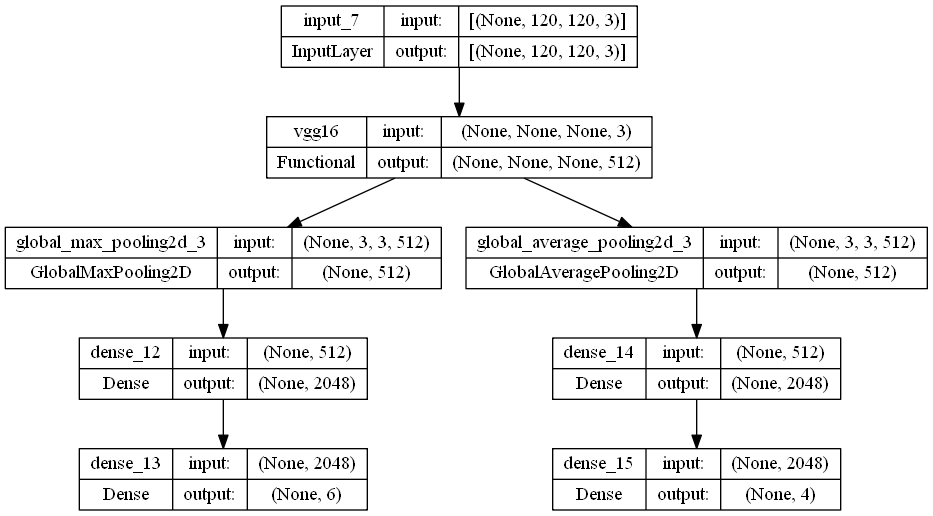 input_7 input: [(None, 120, 120, 3)]
InputLayer output: [(None, 120, 120, 3)]
vgg16 input: (None, None, None, 3)
Functional output: (None, None, None, 512)
global_max_pooling2d_3 input: (None, 3, 3, 512)
GlobalMaxPooling2D output: (None, 512)
global_average_pooling2d_3 input: (None, 3, 3, 512)
GlobalAveragePooling2D output: (None, 512)
dense_12 input: (None, 512)
Dense output: (None, 2048)
dense_14 input: (None, 512)
Dense output: (None, 2048)
dense_13 input: (None, 2048)
Dense output: (None, 6)
dense_15 input: (None, 2048)
Dense output: (None, 4)